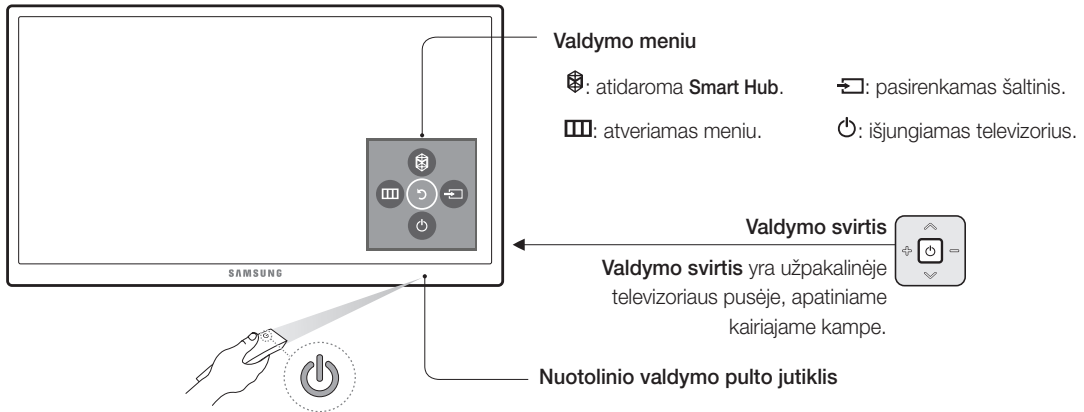 Valdymo meniu
: atidaroma Smart Hub.
: pasirenkamas šaltinis.
: atveriamas meniu.
: išjungiamas televizorius.
SAMSUNG
Valdymo svirtis
Valdymo svirtis yra užpakalinėje
televizoriaus pusėje, apatiniame
kairiajame kampe.
Nuotolinio valdymo pulto jutiklis